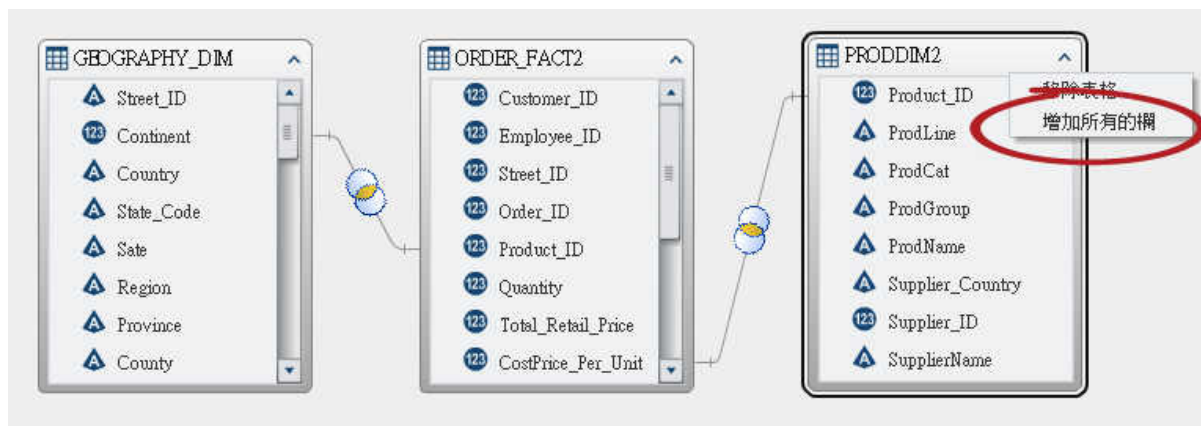 GEOGRAPHY_DIM
Street_ID
Continent
Country
State_Code
Sate
Region
Province
County
ORDER_FACT2
Customer_ID
Employee_ID
Street_ID
Order_ID
Product_ID
Quantity
Total_Retail_Price
CostPrice_Per_Unit
PRODDIM2
Product_ID
ProdLine
ProdCat
ProdGroup
ProdName
Supplier_Country
Supplier_ID
SupplierName
移除表格
增加所有的欄